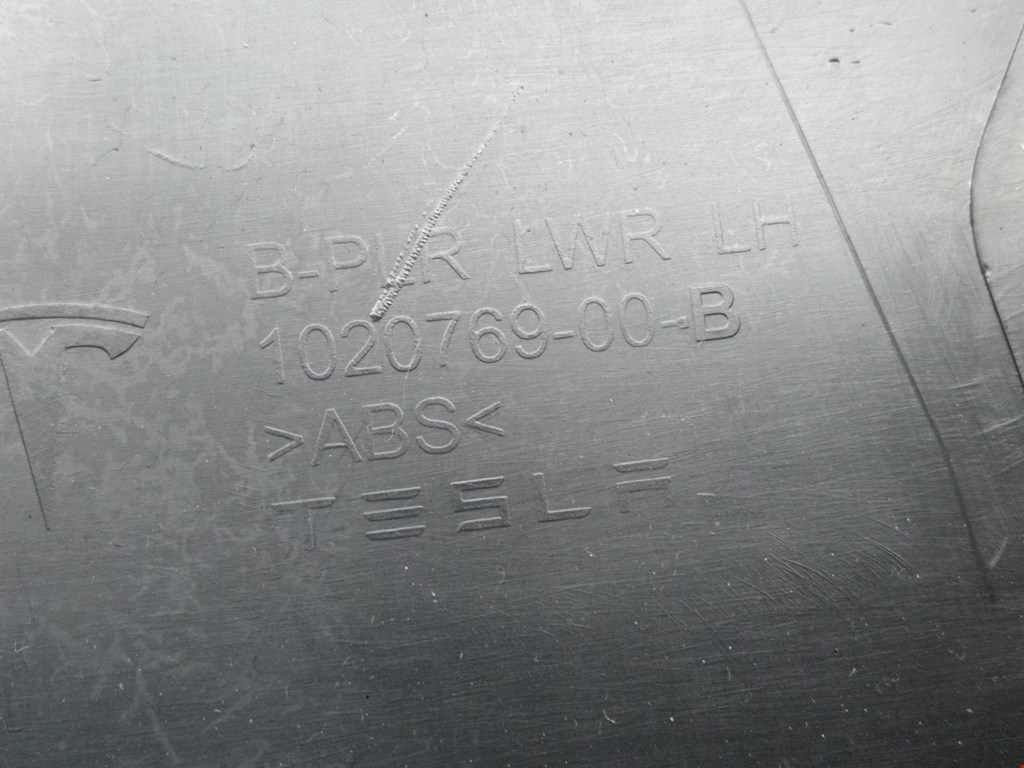 B-PLR LWR LH
1020769-00-B
>ABS<
TESLA